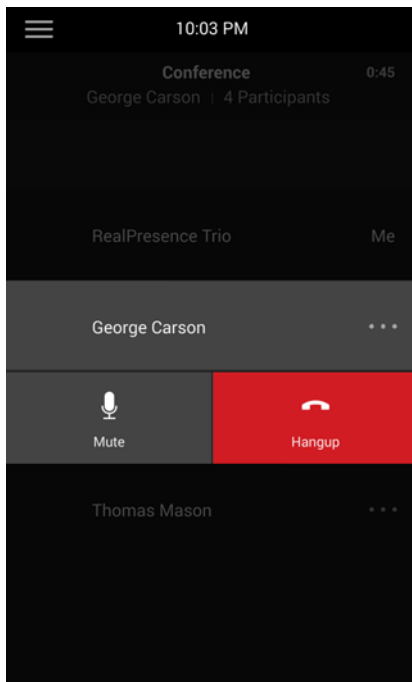 10:03 PM
Conference 0:45
George Carson | 4 Participants
RealPresence Trio Me
George Carson
Mute Hangup
Thomas Mason